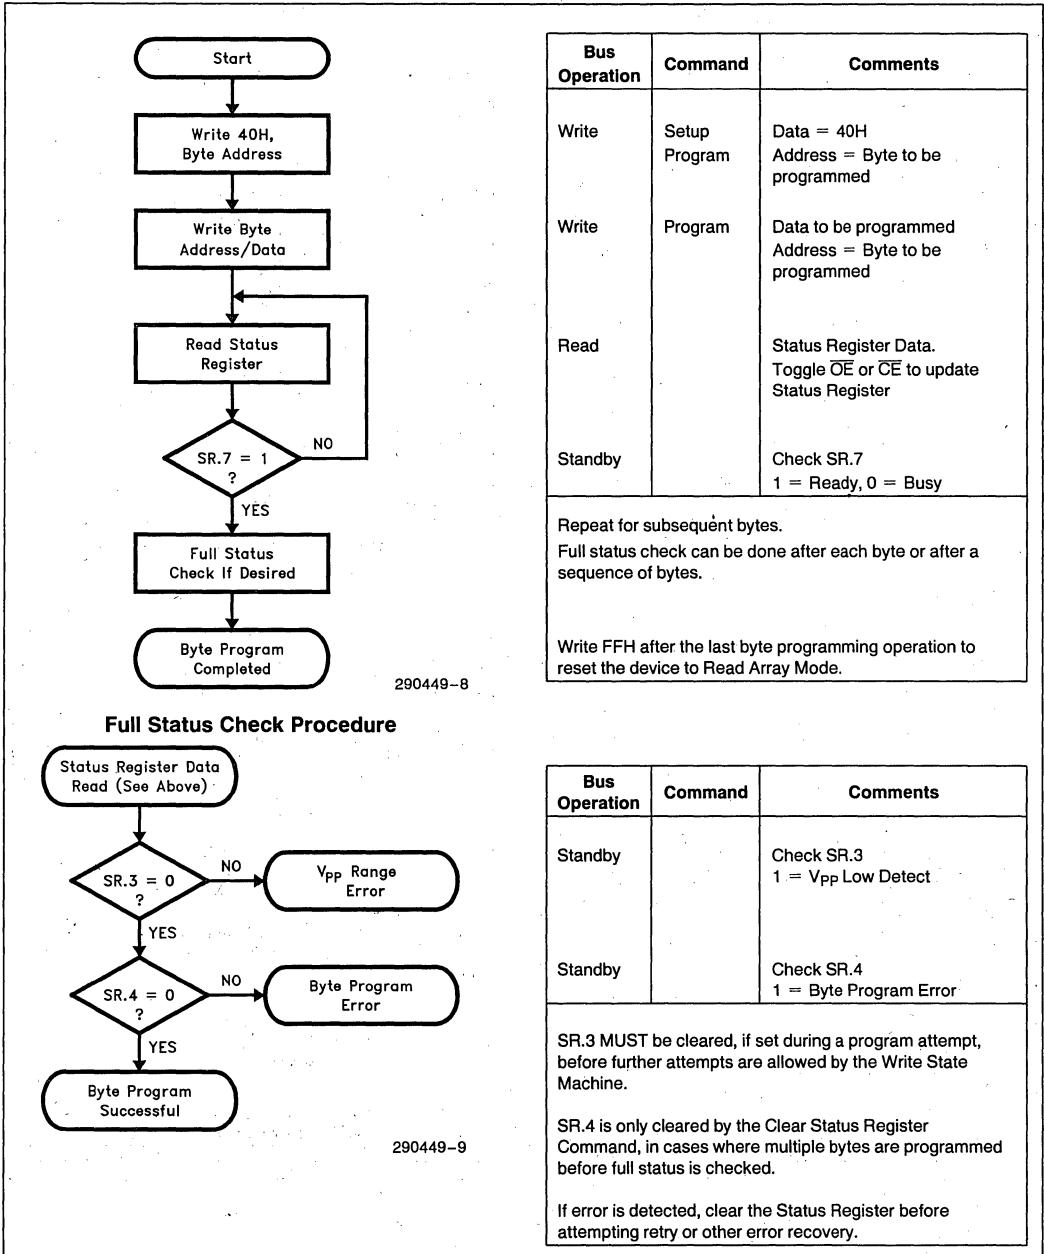 Start
Write 40H,
Byte Address
Write Byte
Address/Data
Read Status
Register
SR.7 = 1
?
NO
YES
Full Status
Check If Desired
Byte Program
Completed
290449-8
Bus
Operation
Command
Comments
Write
Setup
Program
Data = 40H
Address = Byte to be
programmed
Write
Program
Data to be programmed
Address = Byte to be
programmed
Read
Status Register Data.
Toggle O̅E̅ or C̅E̅ to update
Status Register
Standby
Check SR.7
1 = Ready, 0 = Busy
Repeat for subsequent bytes.
Full status check can be done after each byte or after a
sequence of bytes.
Write FFH after the last byte programming operation to
reset the device to Read Array Mode.
Full Status Check Procedure
Status Register Data
Read (See Above)
SR.3 = 0
?
NO
VPP Range
Error
YES
SR.4 = 0
?
NO
Byte Program
Error
YES
Byte Program
Successful
290449-9
Bus
Operation
Command
Comments
Standby
Check SR.3
1 = VPP Low Detect
Standby
Check SR.4
1 = Byte Program Error
SR.3 MUST be cleared, if set during a program attempt,
before further attempts are allowed by the Write State
Machine.
SR.4 is only cleared by the Clear Status Register
Command, in cases where multiple bytes are programmed
before full status is checked.
If error is detected, clear the Status Register before
attempting retry or other error recovery.